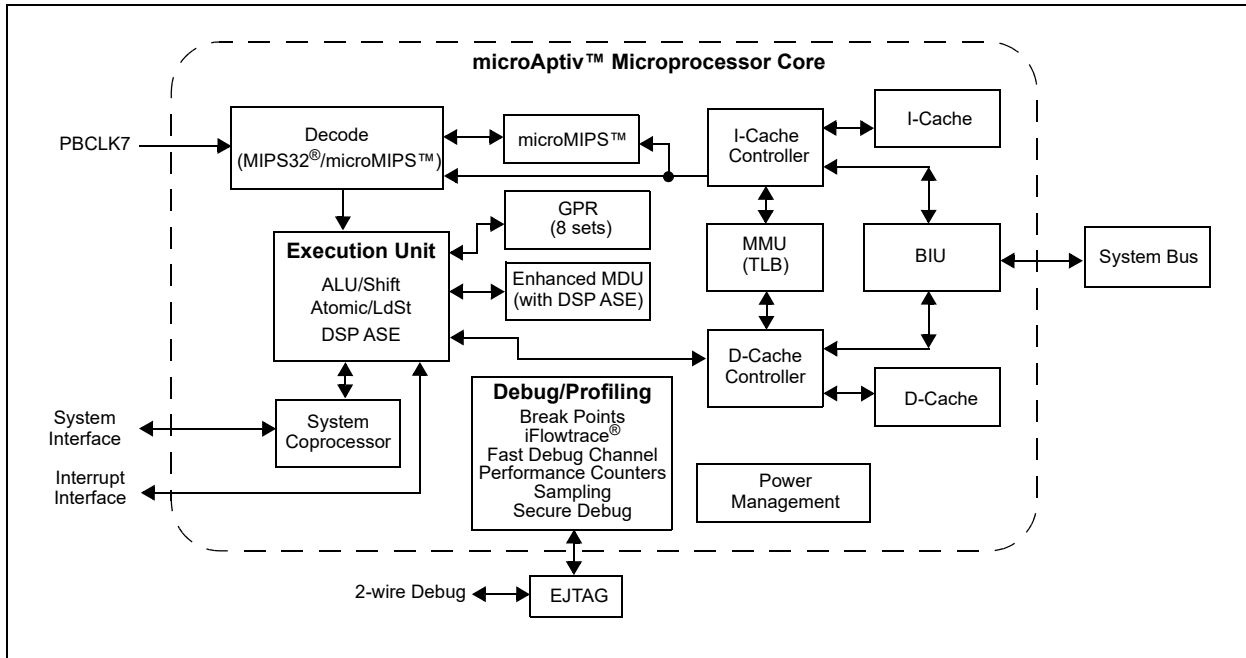 microAptiv™ Microprocessor Core
PBCLK7
Decode
(MIPS32®/microMIPS™)
microMIPS™
I-Cache
Controller
I-Cache
GPR
(8 sets)
Execution Unit
ALU/Shift
Atomic/LdSt
DSP ASE
Enhanced MDU
(with DSP ASE)
MMU
(TLB)
BIU
System Bus
D-Cache
Controller
D-Cache
Debug/Profiling
Break Points
iFlowtrace®
Fast Debug Channel
Performance Counters
Sampling
Secure Debug
System
Interface
System
Coprocessor
Interrupt
Interface
Power
Management
2-wire Debug
EJTAG